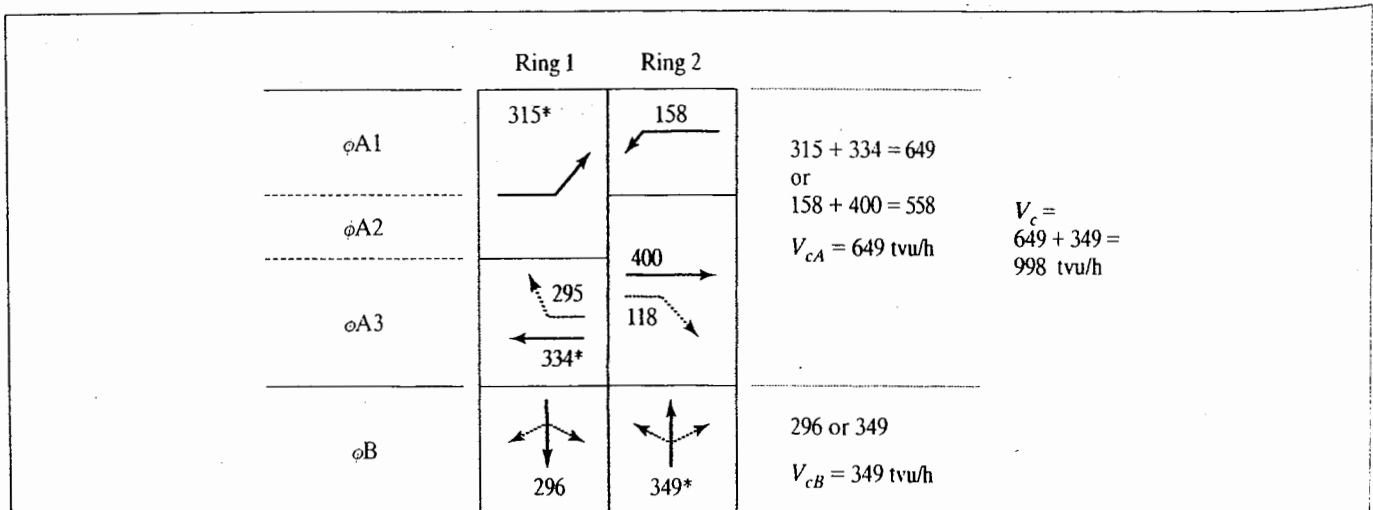 Ring 1 Ring 2
φA1
315*
158
315 + 334 = 649
or
158 + 400 = 558
V_cA = 649 tvu/h
V_c =
649 + 349 =
998 tvu/h
φA2
φA3
295
334*
400
118
φB
296
349*
296 or 349
V_cB = 349 tvu/h